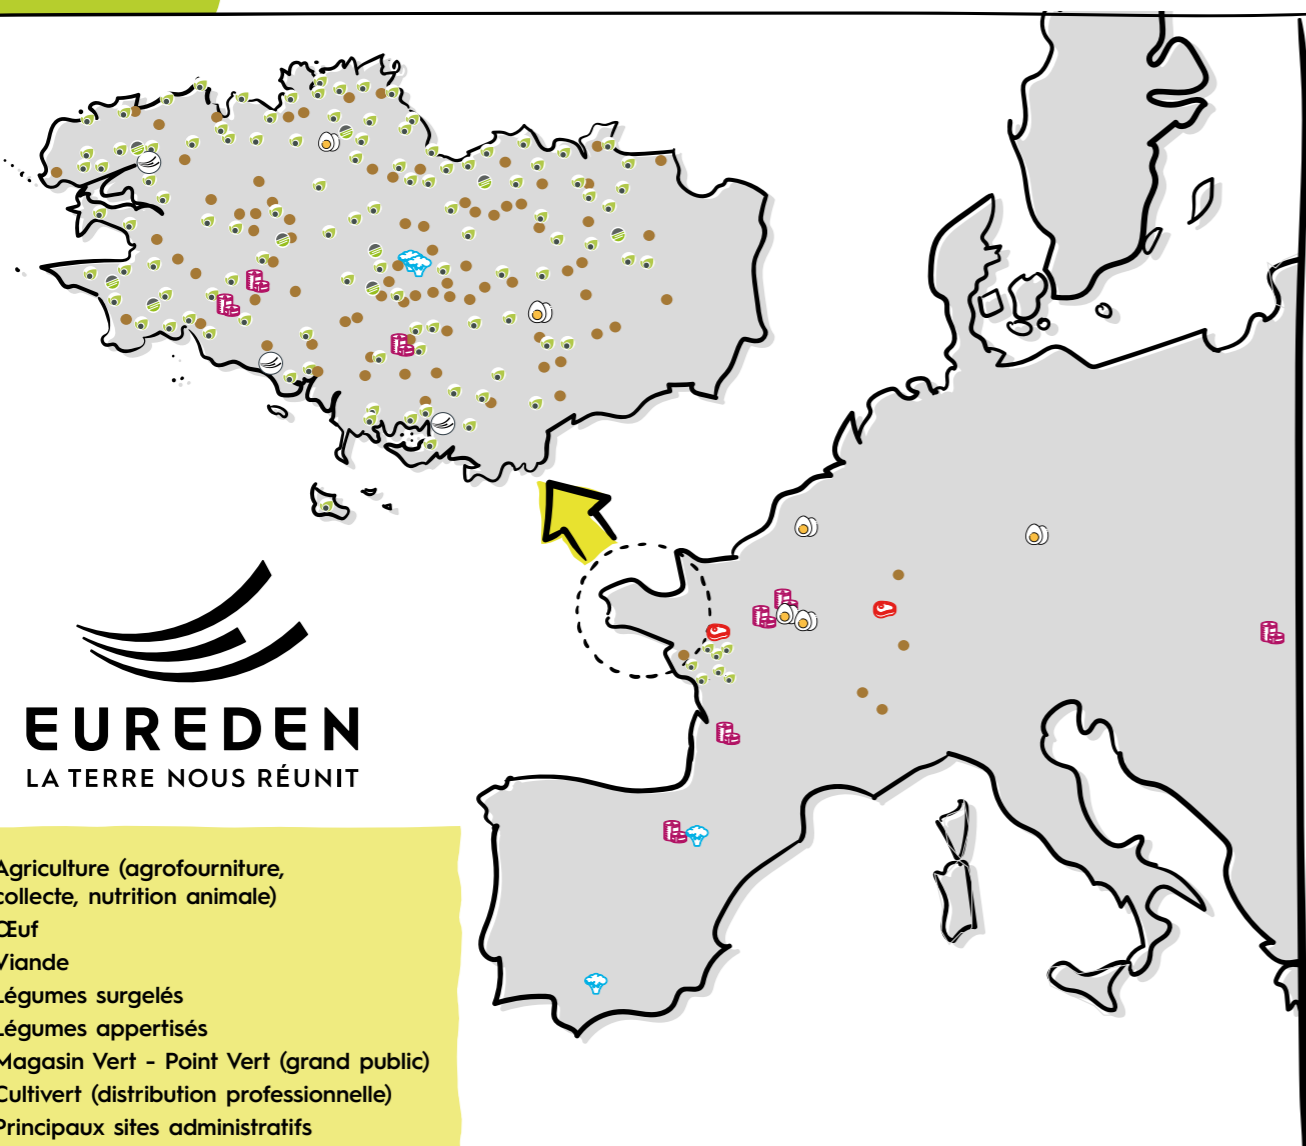 EUREDEN
LA TERRE NOUS RÉUNIT
Agriculture (agrofourniture,
collecte, nutrition animale)
Œuf
Viande
Légumes surgelés
Légumes appertisés
Magasin Vert - Point Vert (grand public)
Cultivert (distribution professionnelle)
Principaux sites administratifs